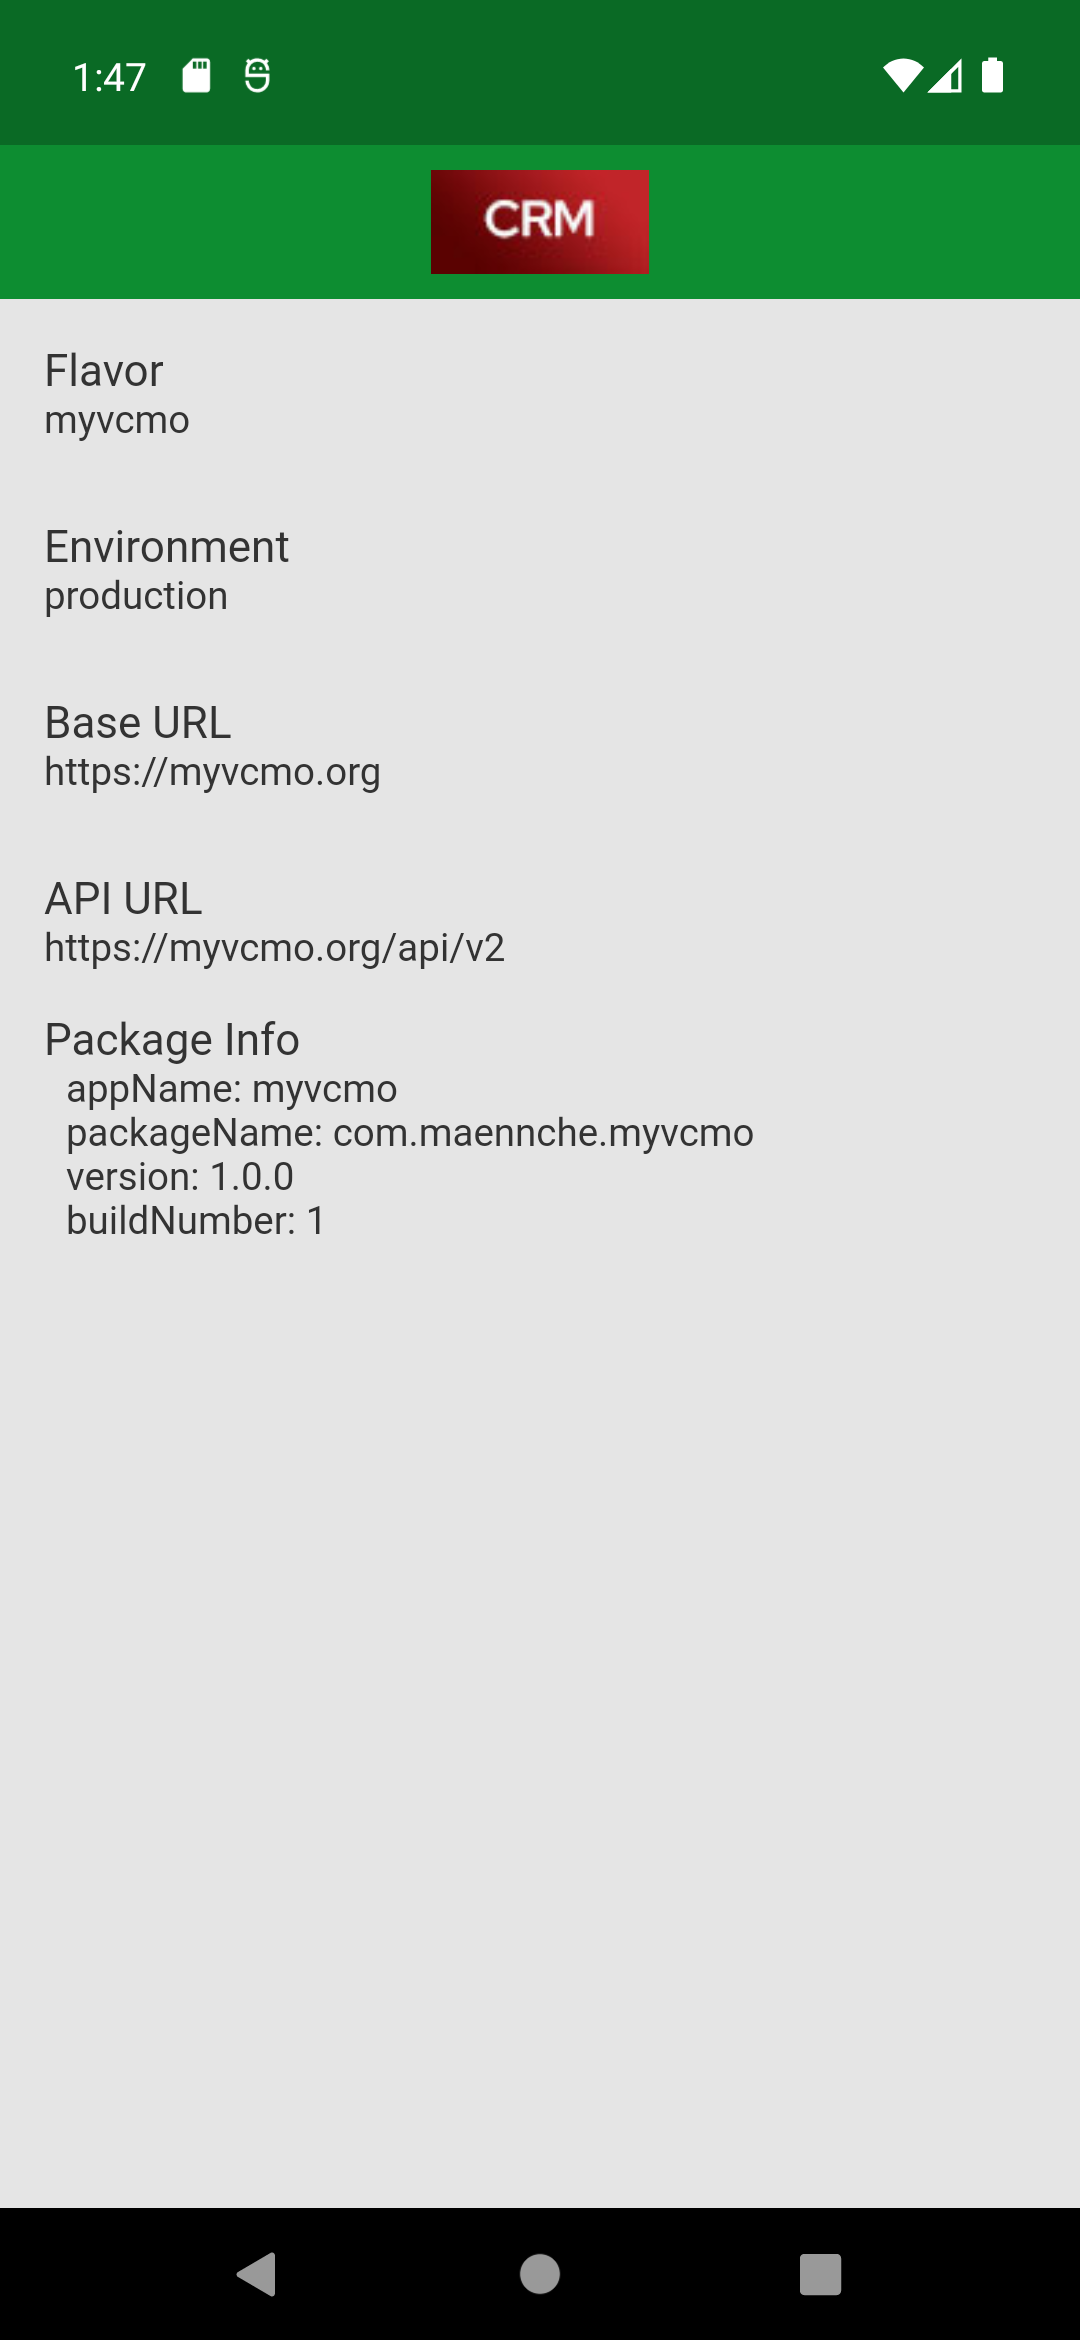 1:47
CRM
Flavor
myvcmo
Environment
production
Base URL
https://myvcmo.org
API URL
https://myvcmo.org/api/v2
Package Info
appName: myvcmo
packageName: com.maennche.myvcmo
version: 1.0.0
buildNumber: 1